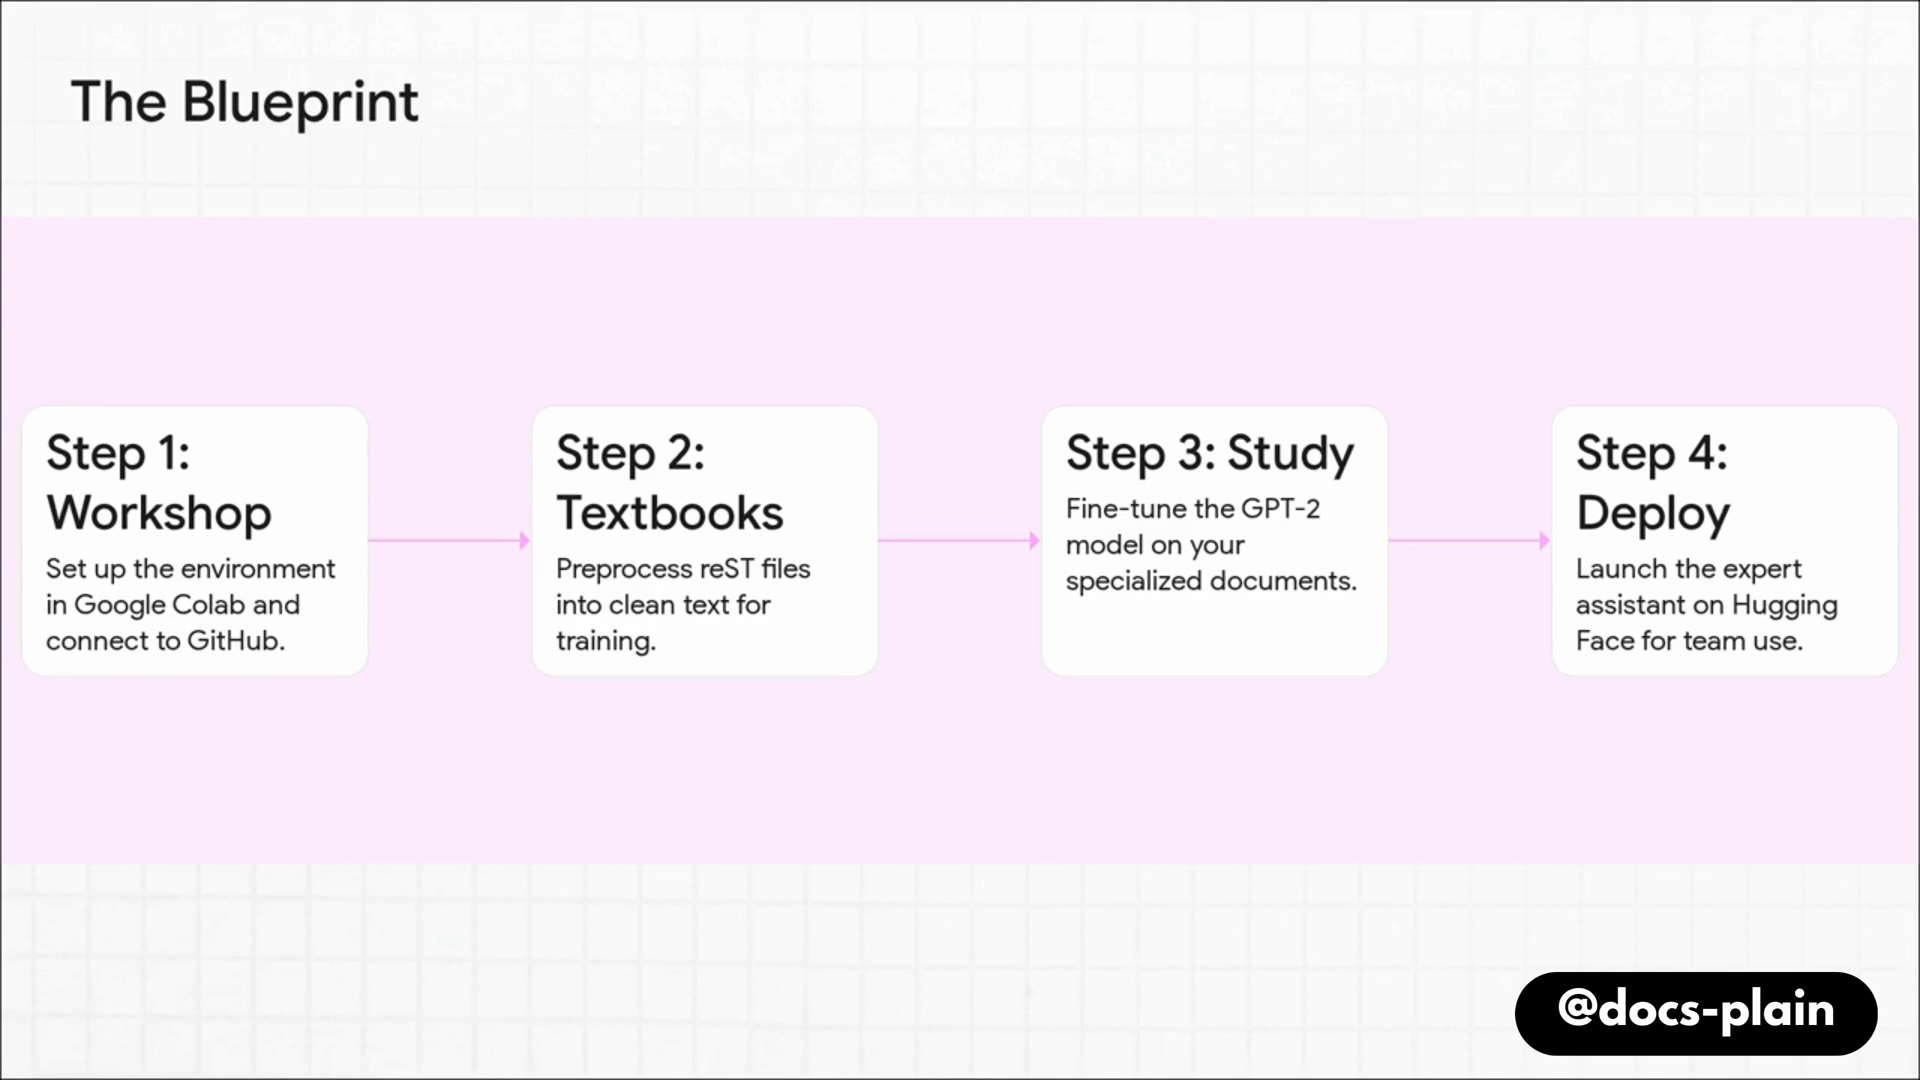 The Blueprint
Step 1:
Workshop
Set up the environment
in Google Colab and
connect to GitHub.
Step 2:
Textbooks
Preprocess reST files
into clean text for
training.
Step 3: Study
Fine-tune the GPT-2
model on your
specialized documents.
Step 4:
Deploy
Launch the expert
assistant on Hugging
Face for team use.
@docs-plain